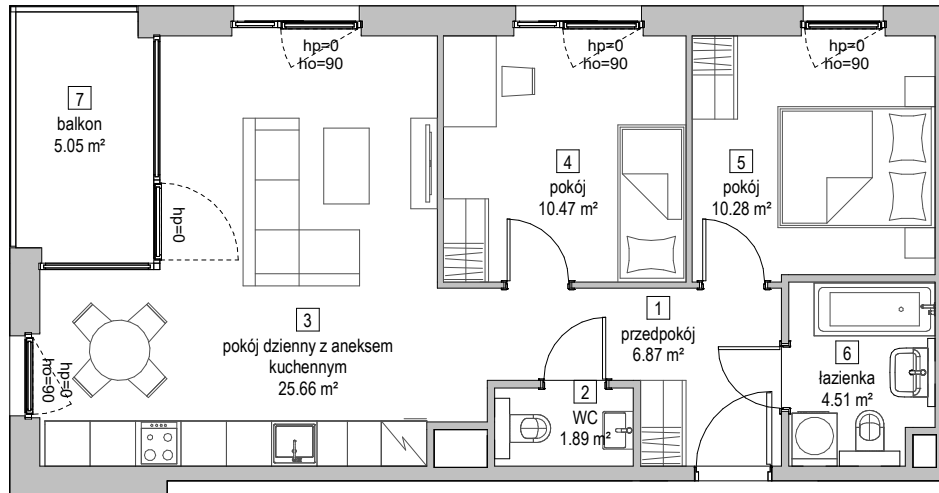 hp=0
ho=90
hp=0
ho=90
hp=0
ho=90
7
balkon
5.05 m²
4
pokój
10.47 m²
5
pokój
10.28 m²
hp=0
3
pokój dzienny z aneksem
kuchennym
25.66 m²
1
przedpokój
6.87 m²
6
łazienka
4.51 m²
hp=0
ho=90
2
WC
1.89 m²